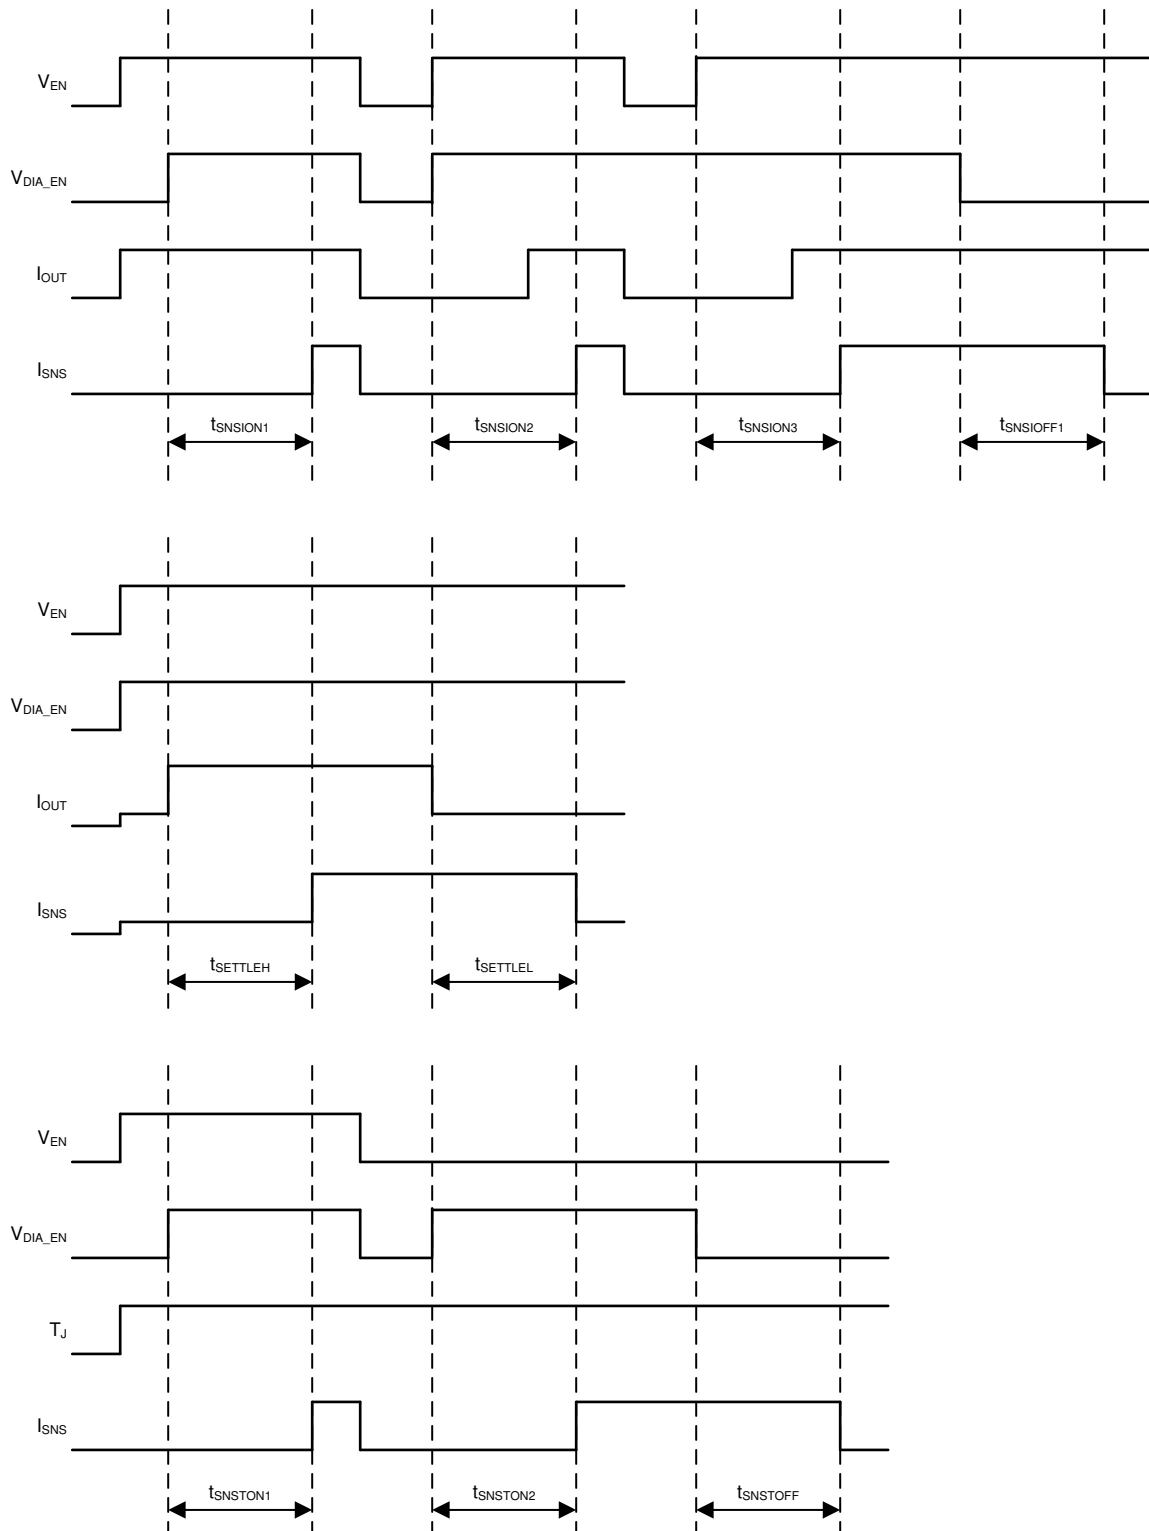 VEN
VDIA_EN
IOUT
ISNS
tSNSION1 tSNSION2 tSNSION3 tSNSIOFF1
VEN
VDIA_EN
IOUT
ISNS
tSETTLEH tSETTLEL
VEN
VDIA_EN
TJ
ISNS
tSNSTON1 tSNSTON2 tSNSTOFF